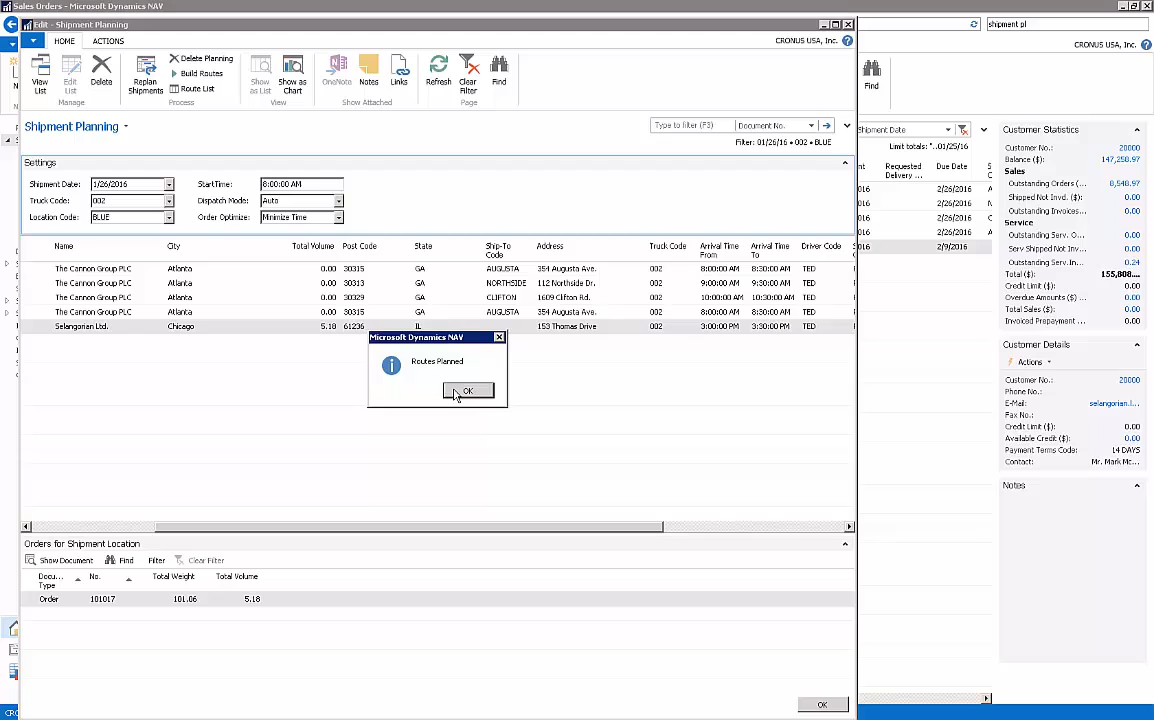 Sales Orders - Microsoft Dynamics NAV
Edit - Shipment Planning
shipment pl
HOME ACTIONS
CRONUS USA, Inc.
CRONUS USA, Inc.
View List
Edit List
Delete
Manage
Replan Shipments
Delete Planning
Build Routes
Route List
Process
Show as List
Show as Chart
View
OneNote
Notes
Links
Show Attached
Refresh
Clear Filter
Find
Page
Find
Shipment Planning
Type to filter (F3) Document No.
Filter: 01/26/16 • 002 • BLUE
Shipment Date
Limit totals: "..01/25/16
Settings
Shipment Date: 1/26/2016 StartTime: 8:00:00 AM
Truck Code: 002 Dispatch Mode: Auto
Location Code: BLUE Order Optimize: Minimize Time
Name City Total Volume Post Code State Ship-To Code Address Truck Code Arrival Time From Arrival Time To Driver Code
The Cannon Group PLC Atlanta 0.00 30315 GA AUGUSTA 354 Augusta Ave. 002 8:00:00 AM 8:30:00 AM TED
The Cannon Group PLC Atlanta 0.00 30313 GA NORTHSIDE 112 Northside Dr. 002 9:00:00 AM 9:30:00 AM TED
The Cannon Group PLC Atlanta 0.00 30329 GA CLIFTON 1609 Clifton Rd. 002 10:00:00 AM 10:30:00 AM TED
The Cannon Group PLC Atlanta 0.00 30315 GA AUGUSTA 354 Augusta Ave. 002 8:00:00 AM 8:30:00 AM TED
Selangorian Ltd. Chicago 5.18 61236 IL 153 Thomas Drive 002 3:00:00 PM 3:30:00 PM TED
Microsoft Dynamics NAV
Routes Planned
OK
Orders for Shipment Location
Show Document Find Filter Clear Filter
Docu... Type No. Total Weight Total Volume
Order 101017 101.06 5.18
OK
Requested Delivery ... Due Date
016 2/26/2016
016 2/26/2016
016 2/26/2016
016 2/26/2016
016 2/9/2016
Customer Statistics
Customer No.: 20000
Balance ($): 147,258.97
Sales
Outstanding Orders (... 8,548.97
Shipped Not Invd. ($): 0.00
Outstanding Invoices... 0.00
Service
Outstanding Serv. O... 0.00
Serv Shipped Not Inv... 0.00
Outstanding Serv.In... 0.24
Total ($): 155,808....
Credit Limit ($): 0.00
Overdue Amounts ($) ... 0.00
Total Sales ($): 0.00
Invoiced Prepayment ... 0.00
Customer Details
Actions
Customer No.: 20000
Phone No.:
E-Mail: selangorian.l...
Fax No.:
Credit Limit ($): 0.00
Available Credit ($): 0.00
Payment Terms Code: 14 DAYS
Contact: Mr. Mark Mc...
Notes
CRO